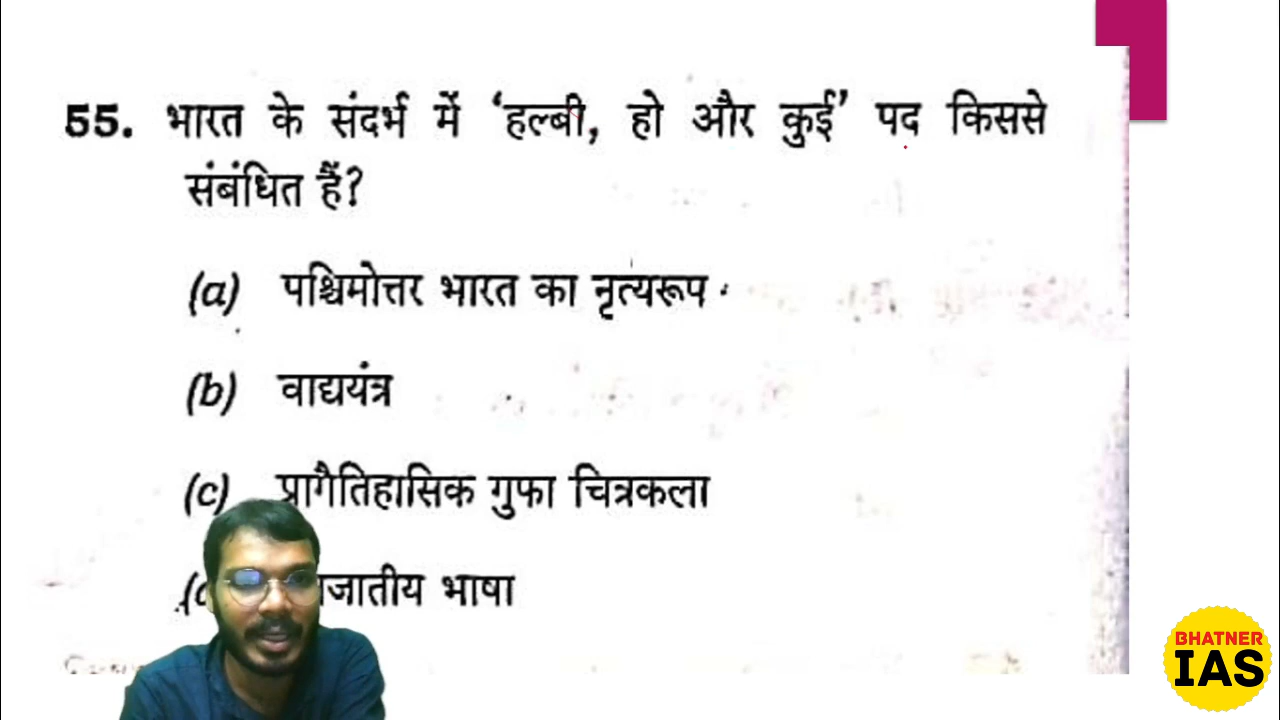 55. भारत के संदर्भ में ‘हल्बी, हो और कुई’ पद किससे
संबंधित हैं?
(a) पश्चिमोत्तर भारत का नृत्यरूप
(b) वाद्ययंत्र
(c) प्रागैतिहासिक गुफा चित्रकला
भाषा
BHATNER
IAS